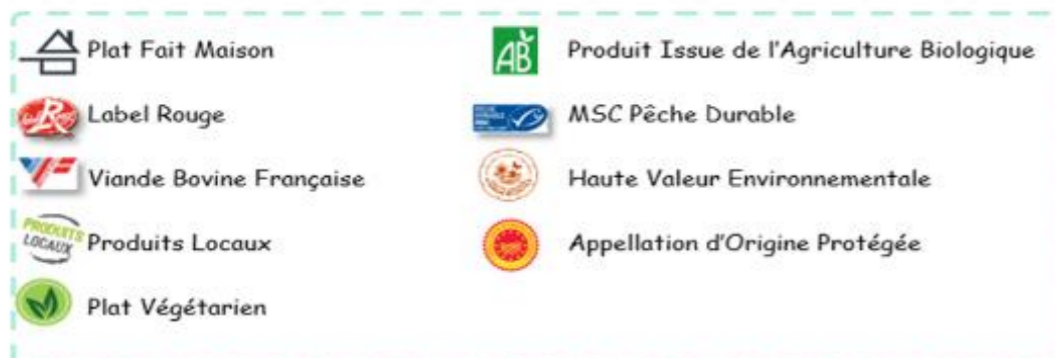 Plat Fait Maison
Label Rouge
Viande Bovine Française
PRODUITS LOCAUX
Produits Locaux
Plat Végétarien
AB
Produit Issue de l'Agriculture Biologique
MSC Pêche Durable
Haute Valeur Environnementale
Appellation d'Origine Protégée